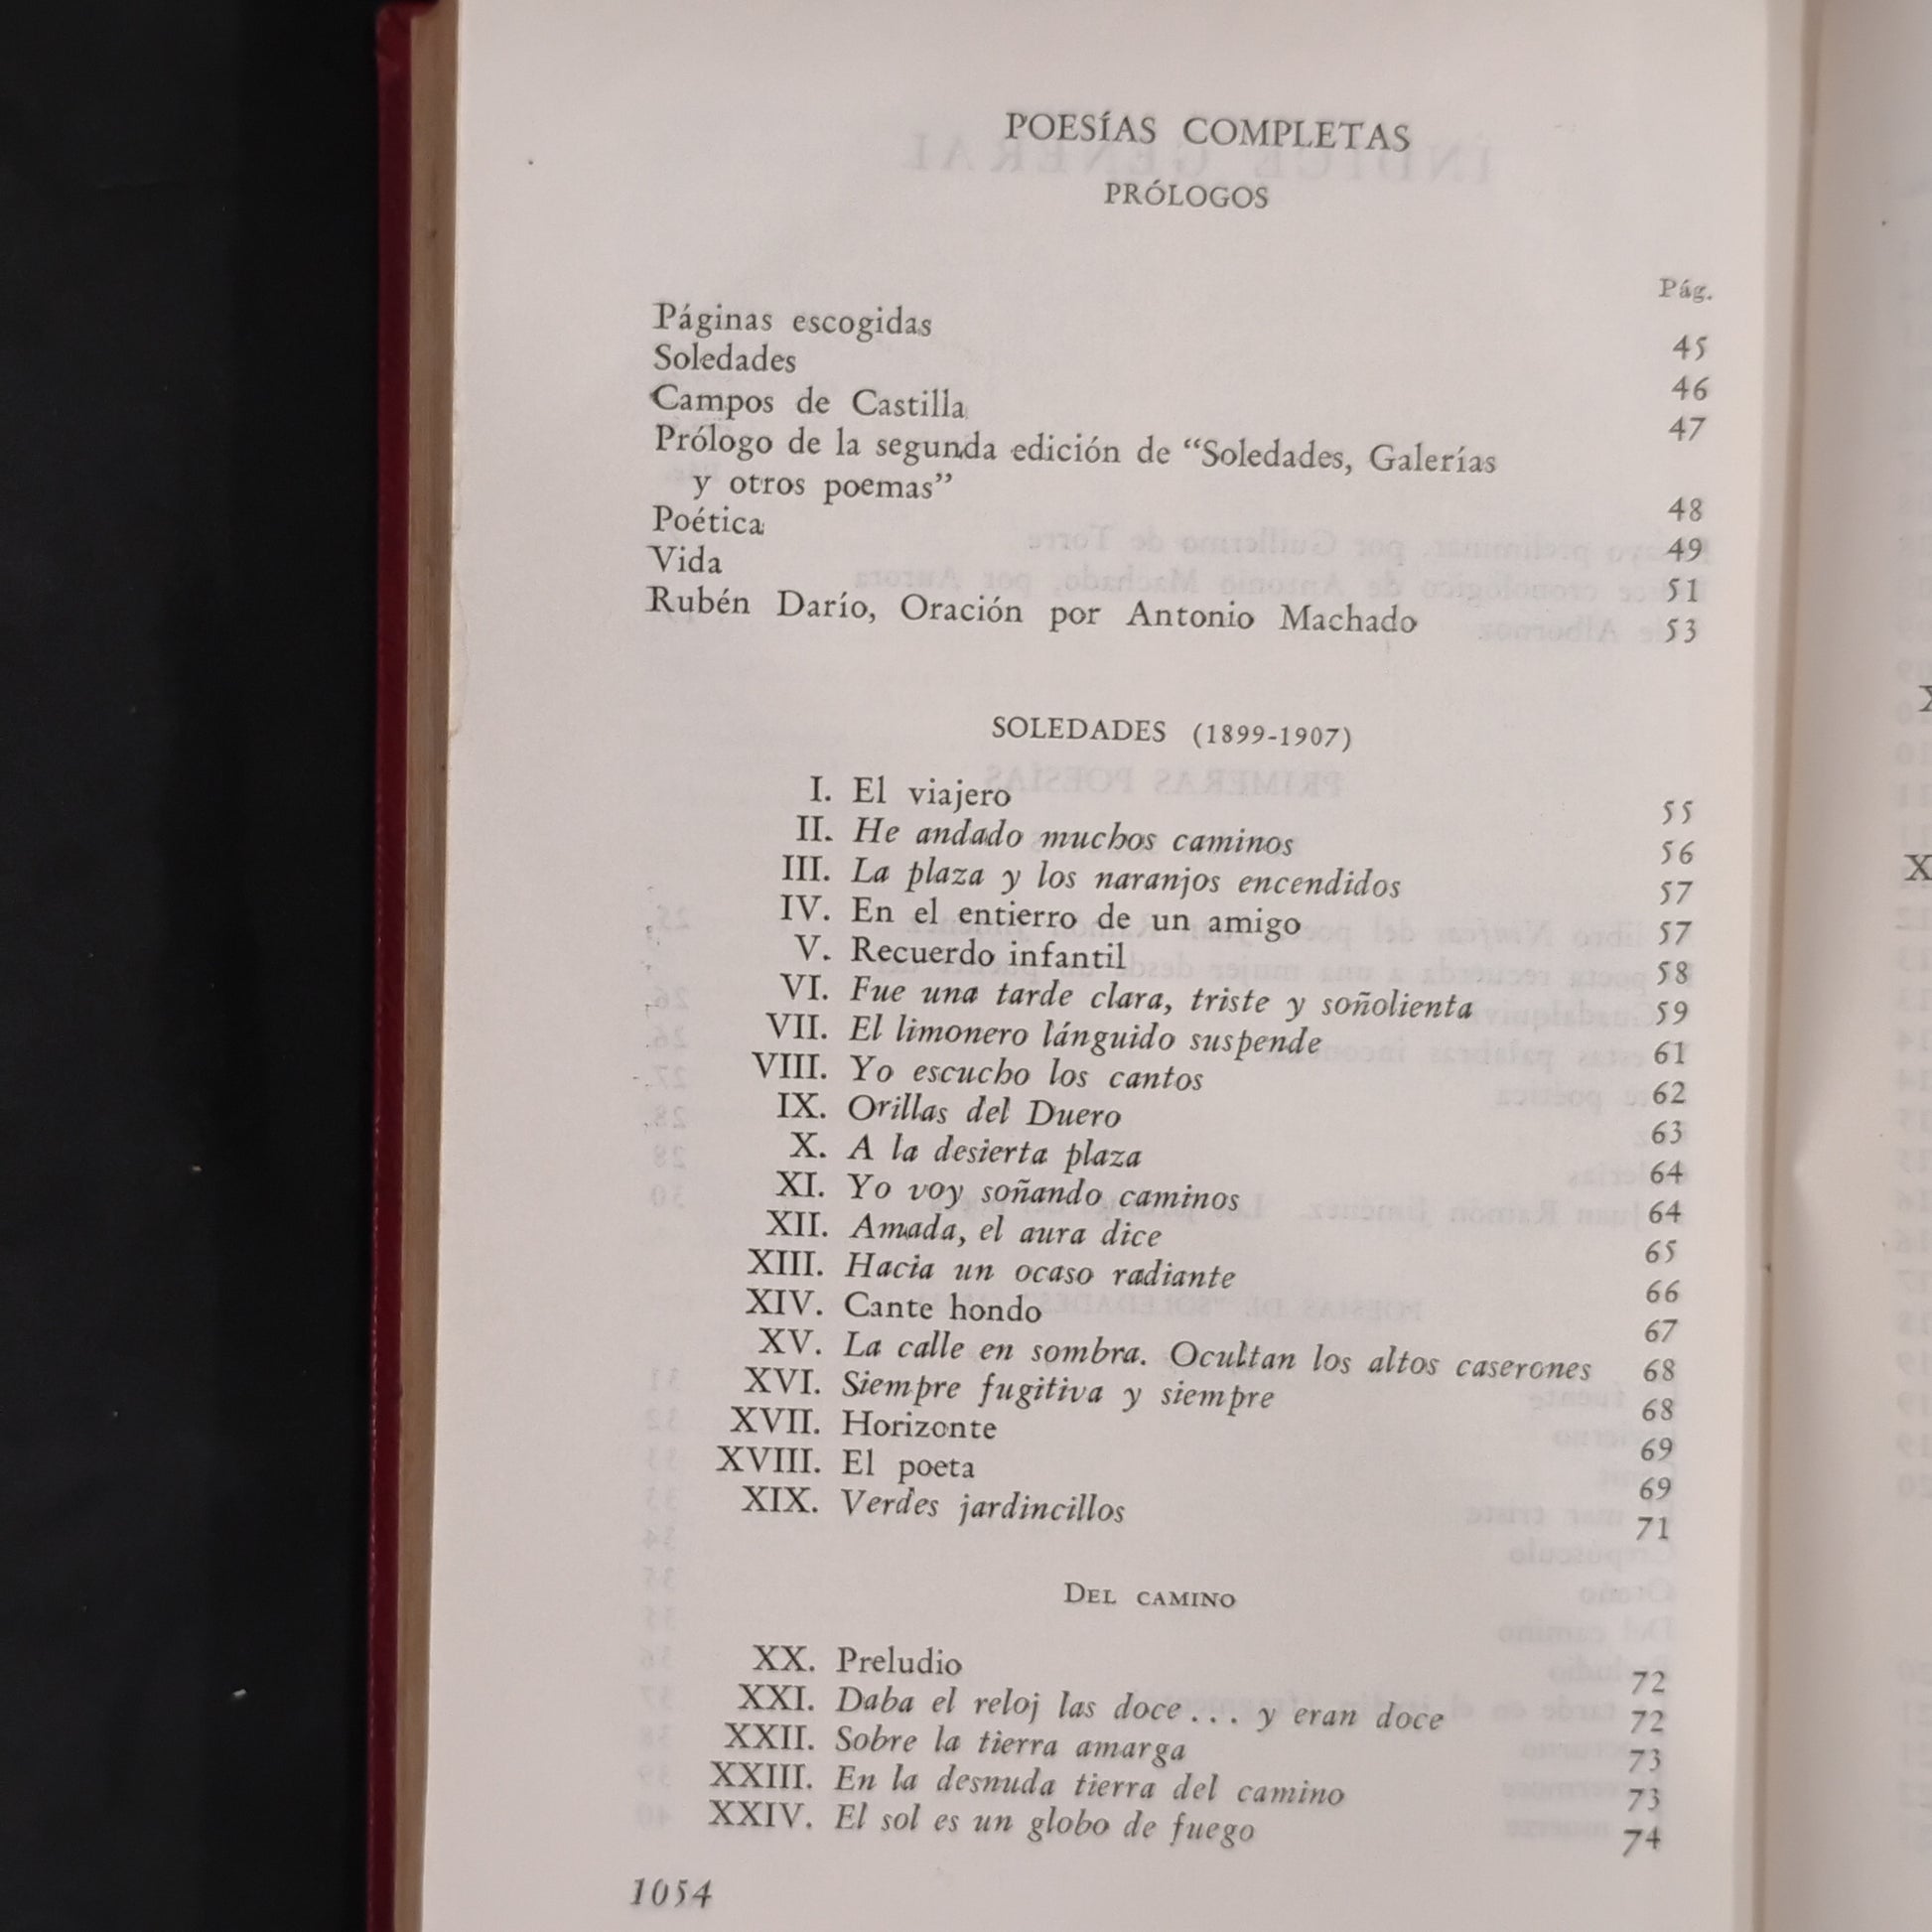 POESÍAS COMPLETAS
PRÓLOGOS
Pág.
Páginas escogidas 45
Soledades 46
Campos de Castilla 47
Prólogo de la segunda edición de “Soledades, Galerías
y otros poemas” 48
Poética 49
Vida 51
Rubén Darío, Oración por Antonio Machado 53
SOLEDADES (1899-1907)
I. El viajero 55
II. He andado muchos caminos 56
III. La plaza y los naranjos encendidos 57
IV. En el entierro de un amigo 57
V. Recuerdo infantil 58
VI. Fue una tarde clara, triste y soñolienta 59
VII. El limonero lánguido suspende 61
VIII. Yo escucho los cantos 62
IX. Orillas del Duero 63
X. A la desierta plaza 64
XI. Yo voy soñando caminos 64
XII. Amada, el aura dice 65
XIII. Hacia un ocaso radiante 66
XIV. Cante hondo 67
XV. La calle en sombra. Ocultan los altos caserones 68
XVI. Siempre fugitiva y siempre 68
XVII. Horizonte 69
XVIII. El poeta 69
XIX. Verdes jardincillos 71
DEL CAMINO
XX. Preludio 72
XXI. Daba el reloj las doce... y eran doce 72
XXII. Sobre la tierra amarga 73
XXIII. En la desnuda tierra del camino 73
XXIV. El sol es un globo de fuego 74
1054